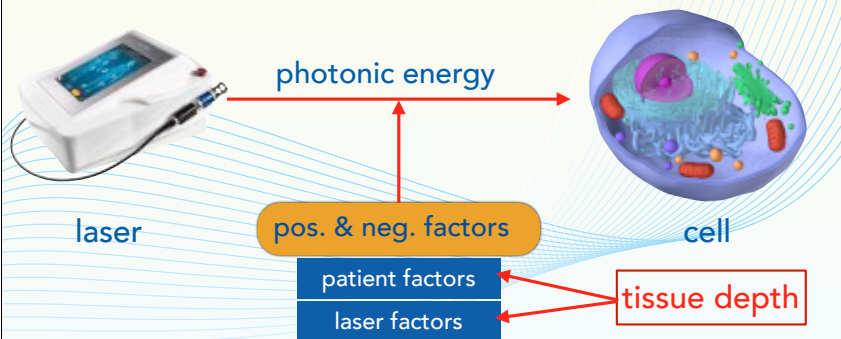 photonic energy
laser
pos. & neg. factors
cell
patient factors
laser factors
tissue depth